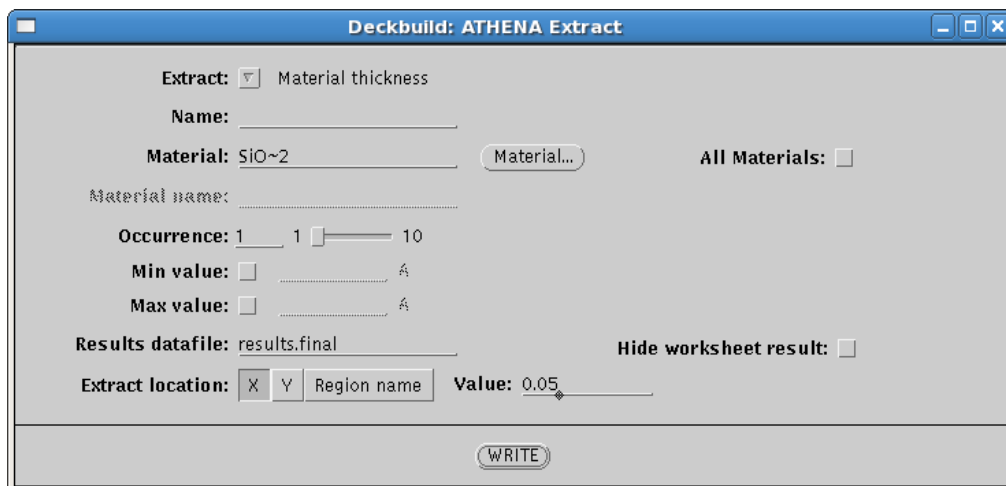 Deckbuild: ATHENA Extract
Extract: Material thickness
Name:
Material: SiO~2 Material... All Materials:
Material name:
Occurrence: 1 1 10
Min value: A
Max value: A
Results datafile: results.final Hide worksheet result:
Extract location: X Y Region name Value: 0.05
WRITE